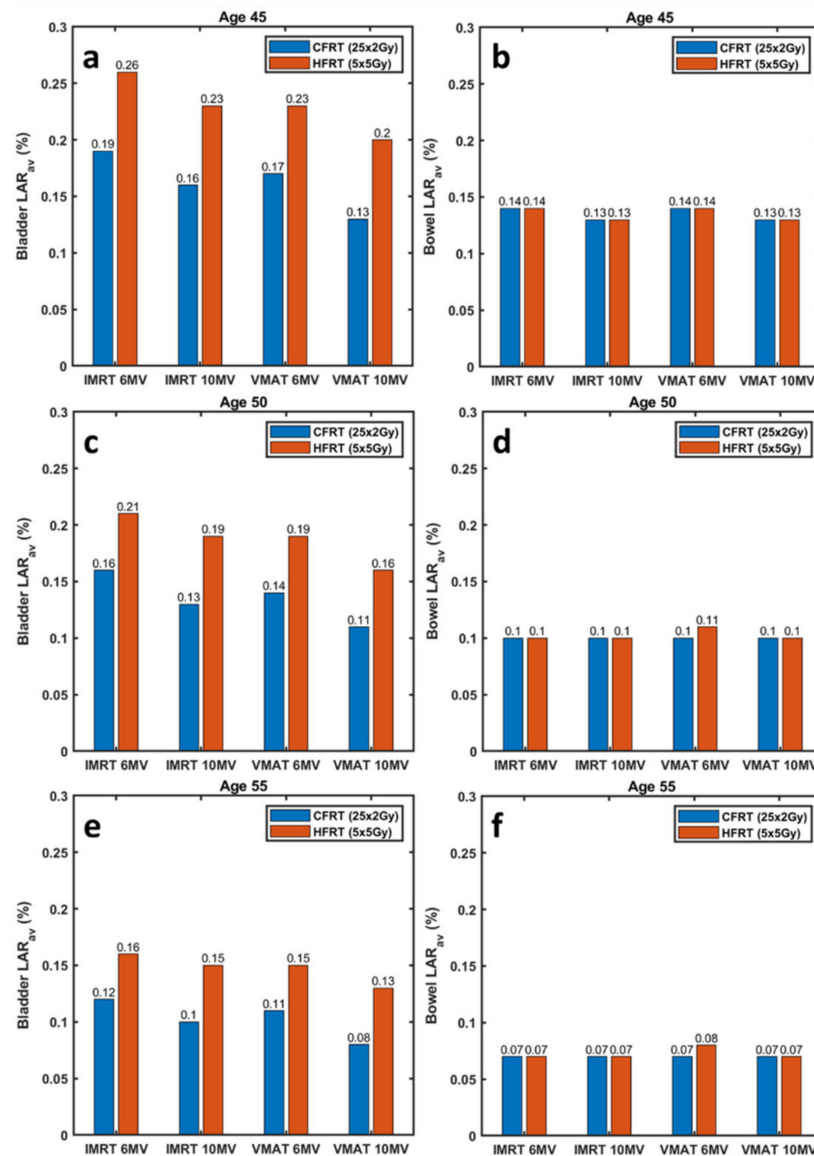 Age 45
a
CFRT (25x2Gy)
HFRT (5x5Gy)
Bladder LARav (%)
0.3
0.25
0.2
0.15
0.1
0.05
0
0.19 0.26
0.16 0.23
0.17 0.23
0.13 0.2
IMRT 6MV IMRT 10MV VMAT 6MV VMAT 10MV
b
CFRT (25x2Gy)
HFRT (5x5Gy)
Bowel LARav (%)
0.3
0.25
0.2
0.15
0.1
0.05
0
0.14 0.14
0.13 0.13
0.14 0.14
0.13 0.13
IMRT 6MV IMRT 10MV VMAT 6MV VMAT 10MV
Age 45
Age 50
c
CFRT (25x2Gy)
HFRT (5x5Gy)
Bladder LARav (%)
0.3
0.25
0.2
0.15
0.1
0.05
0
0.16 0.21
0.13 0.19
0.14 0.19
0.11 0.16
IMRT 6MV IMRT 10MV VMAT 6MV VMAT 10MV
Age 50
d
CFRT (25x2Gy)
HFRT (5x5Gy)
Bowel LARav (%)
0.3
0.25
0.2
0.15
0.1
0.05
0
0.1 0.1
0.1 0.1
0.1 0.11
0.1 0.1
IMRT 6MV IMRT 10MV VMAT 6MV VMAT 10MV
Age 55
e
CFRT (25x2Gy)
HFRT (5x5Gy)
Bladder LARav (%)
0.3
0.25
0.2
0.15
0.1
0.05
0
0.12 0.16
0.1 0.15
0.11 0.15
0.08 0.13
IMRT 6MV IMRT 10MV VMAT 6MV VMAT 10MV
Age 55
f
CFRT (25x2Gy)
HFRT (5x5Gy)
Bowel LARav (%)
0.3
0.25
0.2
0.15
0.1
0.05
0
0.07 0.07
0.07 0.07
0.07 0.08
0.07 0.07
IMRT 6MV IMRT 10MV VMAT 6MV VMAT 10MV